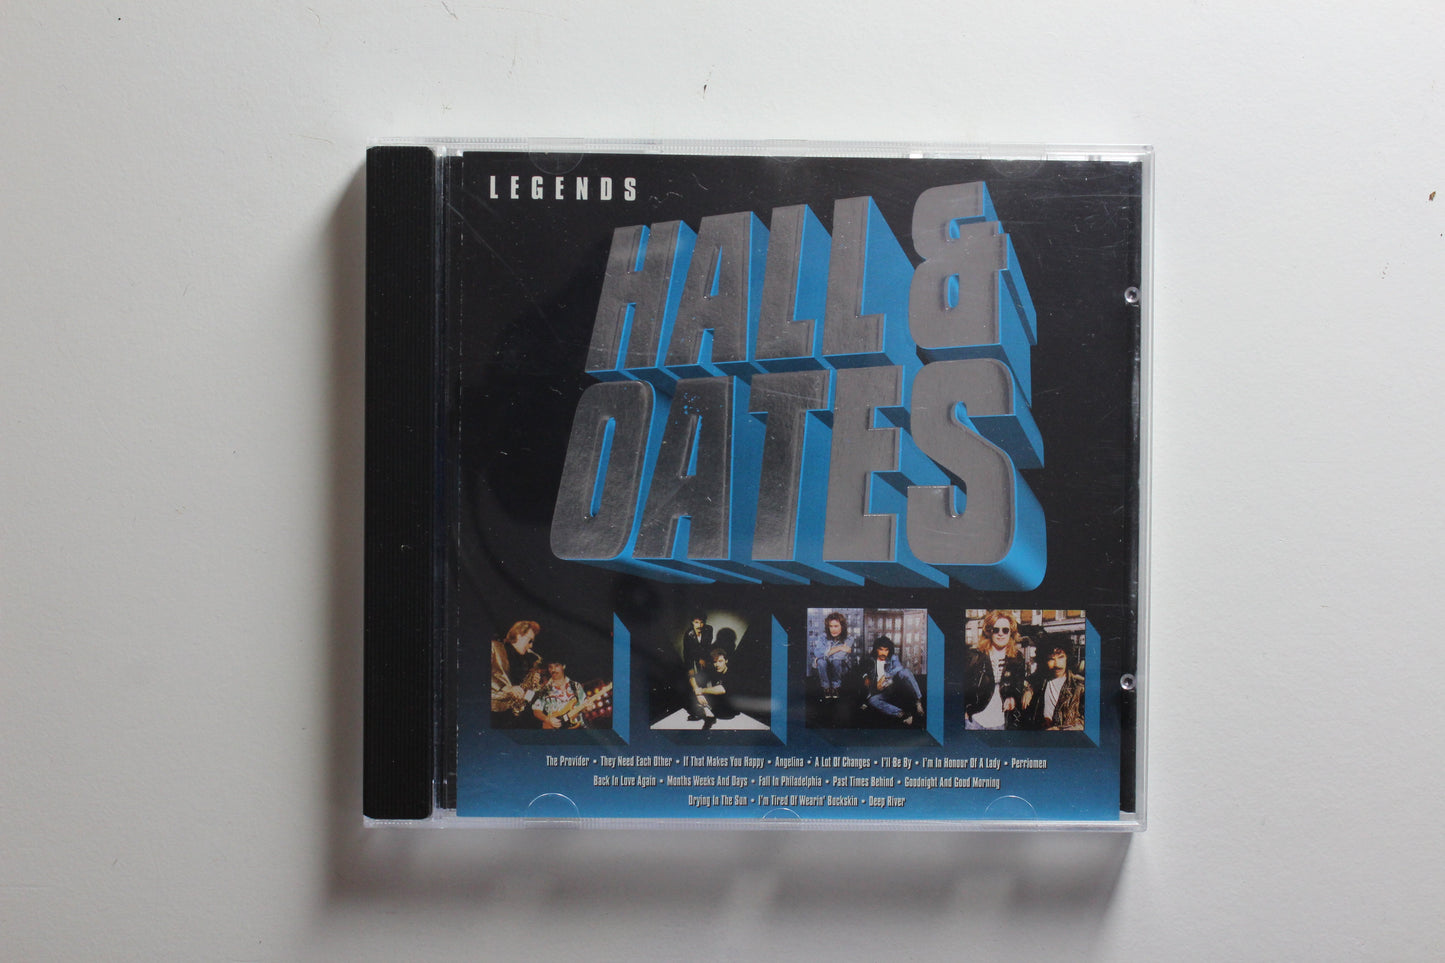 LEGENDS
HALL &
OATES
The Provider • They Need Each Other • If That Makes You Happy • Angelina • A Lot Of Changes • I'll Be By • I'm In Honour Of A Lady • Perriomen
Back In Love Again • Months Weeks And Days • Fall In Philadelphia • Past Times Behind • Goodnight And Good Morning
Drying In The Sun • I'm Tired Of Wearin' Buckskin • Deep River